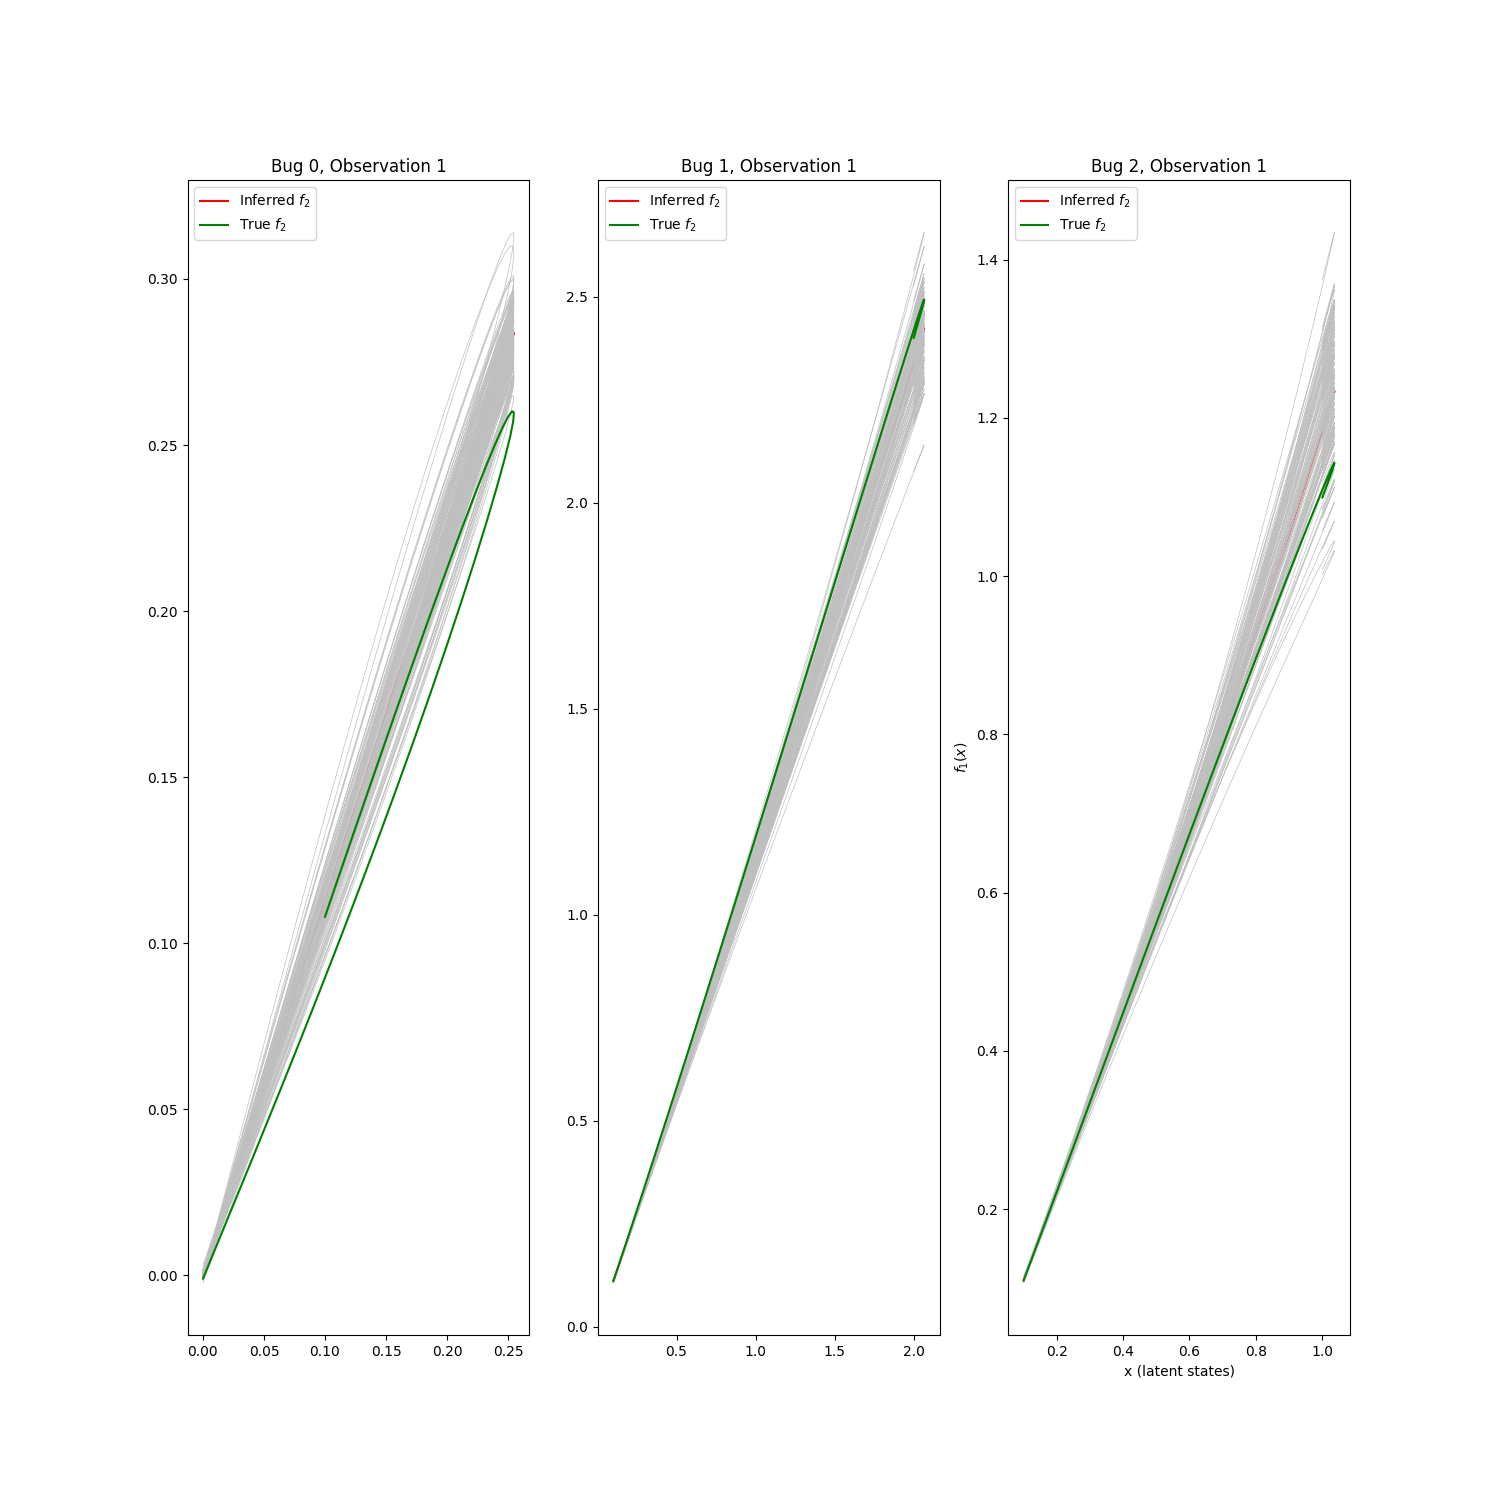 Bug 0, Observation 1
Inferred f₂
True f₂
0.30
0.25
0.20
0.15
0.10
0.05
0.00
0.00 0.05 0.10 0.15 0.20 0.25
Bug 1, Observation 1
Inferred f₂
True f₂
2.5
2.0
1.5
1.0
0.5
0.0
0.5 1.0 1.5 2.0
Bug 2, Observation 1
Inferred f₂
True f₂
f₁(x)
1.4
1.2
1.0
0.8
0.6
0.4
0.2
0.2 0.4 0.6 0.8 1.0
x (latent states)